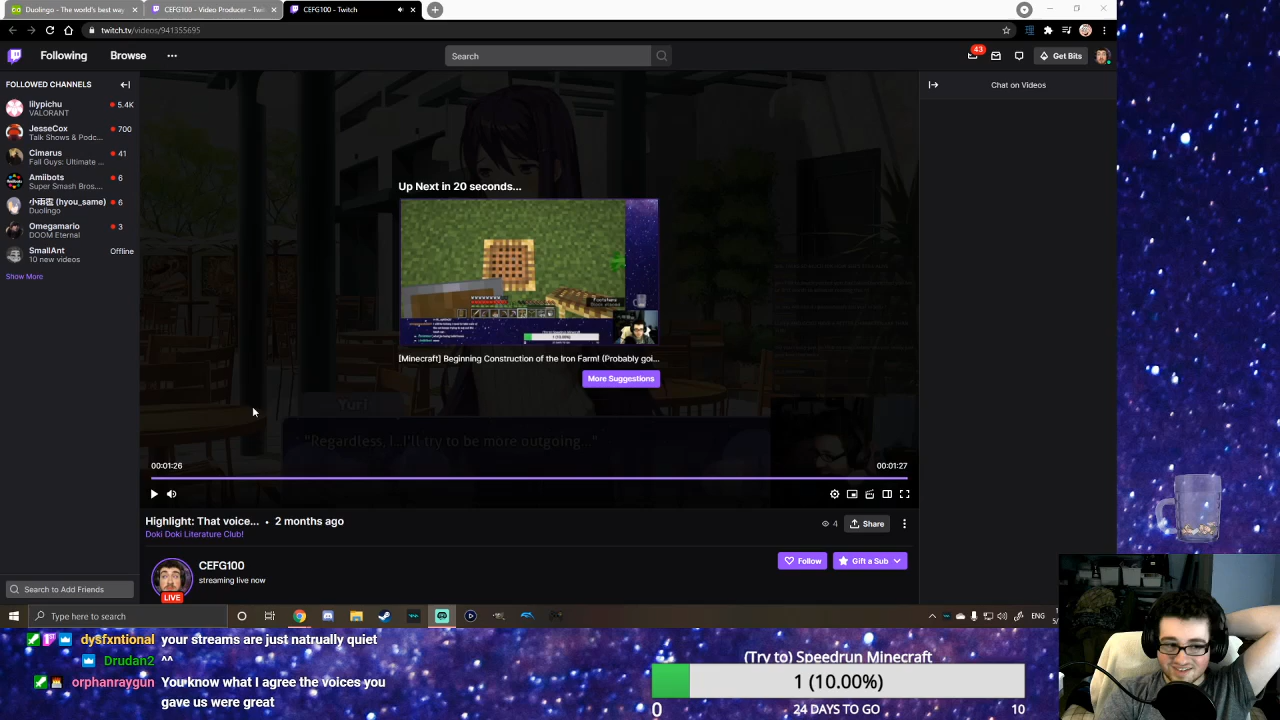 Duolingo - The world's best way
CEFG100 - Video Producer - Twit
CEFG100 - Twitch
twitch.tv/videos/941355695
Following
Browse
Search
43
Get Bits
FOLLOWED CHANNELS
Chat on Videos
lilypichu
5.4K
VALORANT
JesseCox
700
Talk Shows & Podc...
Cimarus
41
Fall Guys: Ultimate ...
Amiibots
6
Super Smash Bros....
(hyou_same)
6
Duolingo
Omegamario
3
DOOM Eternal
SmallAnt
Offline
10 new videos
Show More
Up Next in 20 seconds...
[Minecraft] Beginning Construction of the Iron Farm! (Probably goi...
More Suggestions
Yuri
"Regardless, I...I'll try to be more outgoing..."
00:01:26
00:01:27
Highlight: That voice... • 2 months ago
4
Share
Doki Doki Literature Club!
CEFG100
streaming live now
LIVE
Follow
Gift a Sub
Search to Add Friends
Type here to search
ENG
dysfxntional your streams are just natrually quiet
Drudan2 ^^
orphanraygun You know what I agree the voices you
gave us were great
(Try to) Speedrun Minecraft
1 (10.00%)
0
24 DAYS TO GO
10